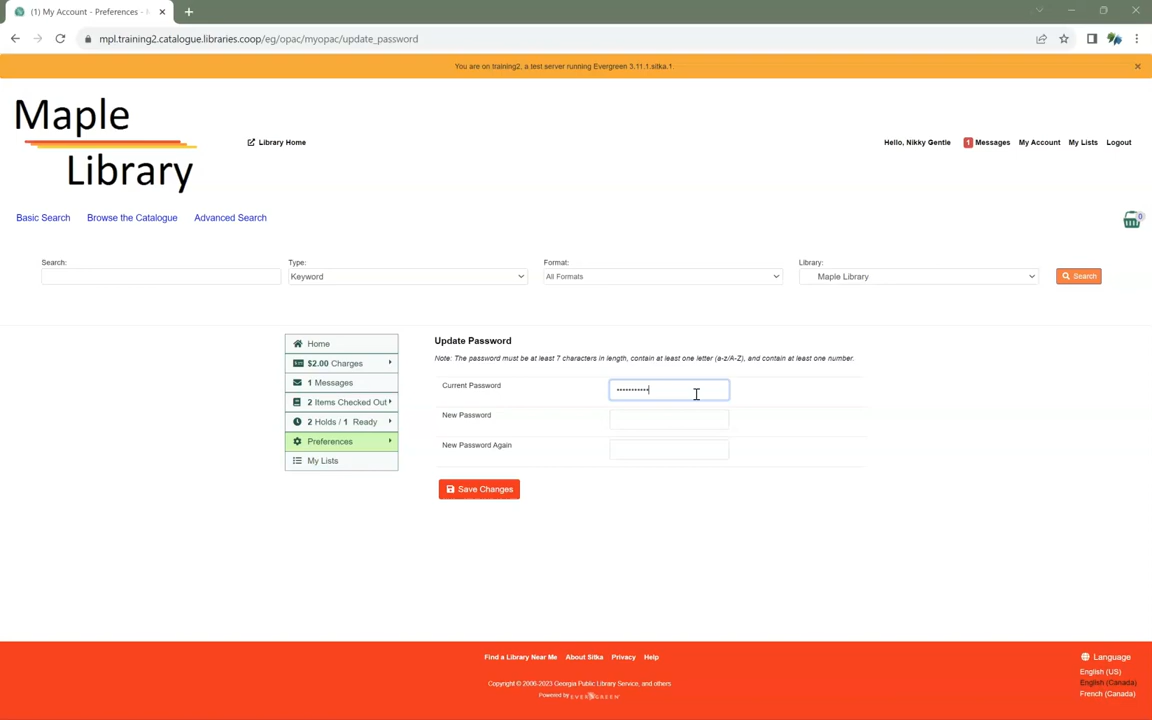 (1) My Account - Preferences -
mpl.training2.catalogue.libraries.coop/eg/opac/myopac/update_password
You are on training2, a test server running Evergreen 3.11.1.sitka.1
Maple
Library
Library Home
Hello, Nikky Gentle 1 Messages My Account My Lists Logout
Basic Search Browse the Catalogue Advanced Search
0
Search: Type: Format: Library:
Keyword All Formats Maple Library Search
Home
$2.00 Charges
1 Messages
2 Items Checked Out
2 Holds / 1 Ready
Preferences
My Lists
Update Password
Note: The password must be at least 7 characters in length, contain at least one letter (a-z/A-Z), and contain at least one number.
Current Password ***********
New Password
New Password Again
Save Changes
Find a Library Near Me About Sitka Privacy Help
Copyright © 2006-2023 Georgia Public Library Service, and others
Powered by EVERGREEN
Language
English (US)
English (Canada)
French (Canada)